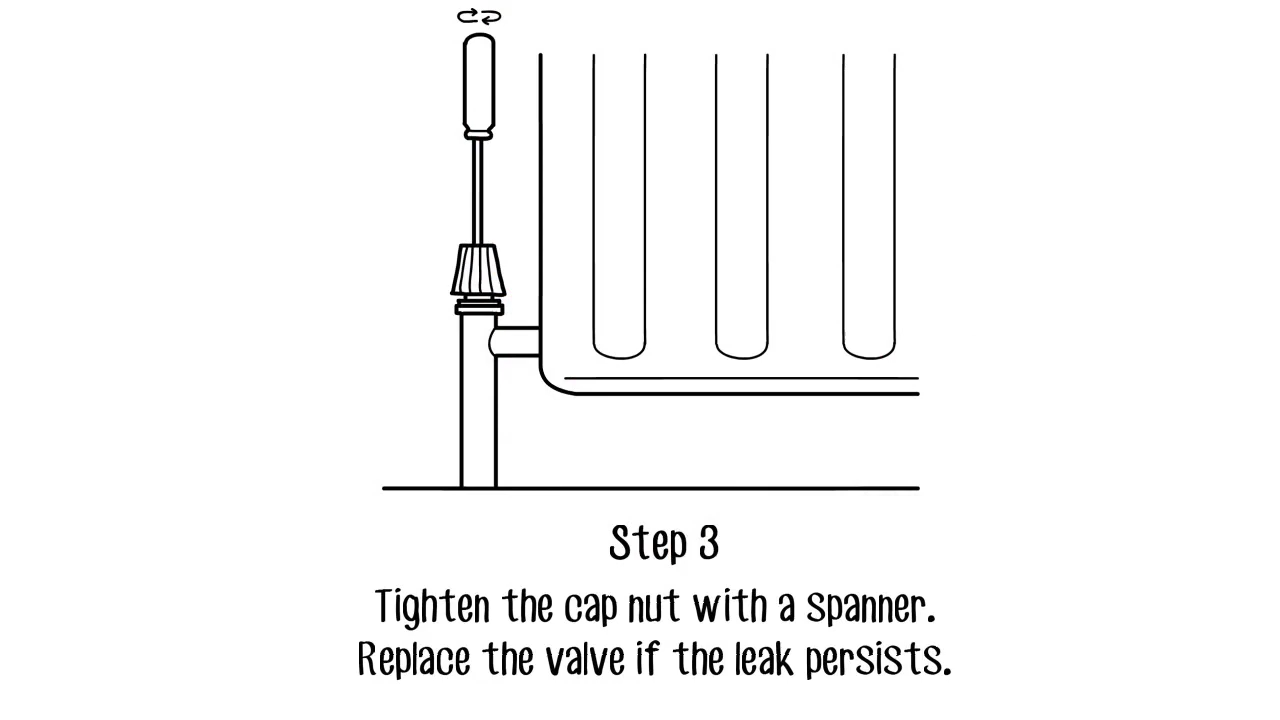 Step 3
Tighten the cap nut with a spanner.
Replace the valve if the leak persists.